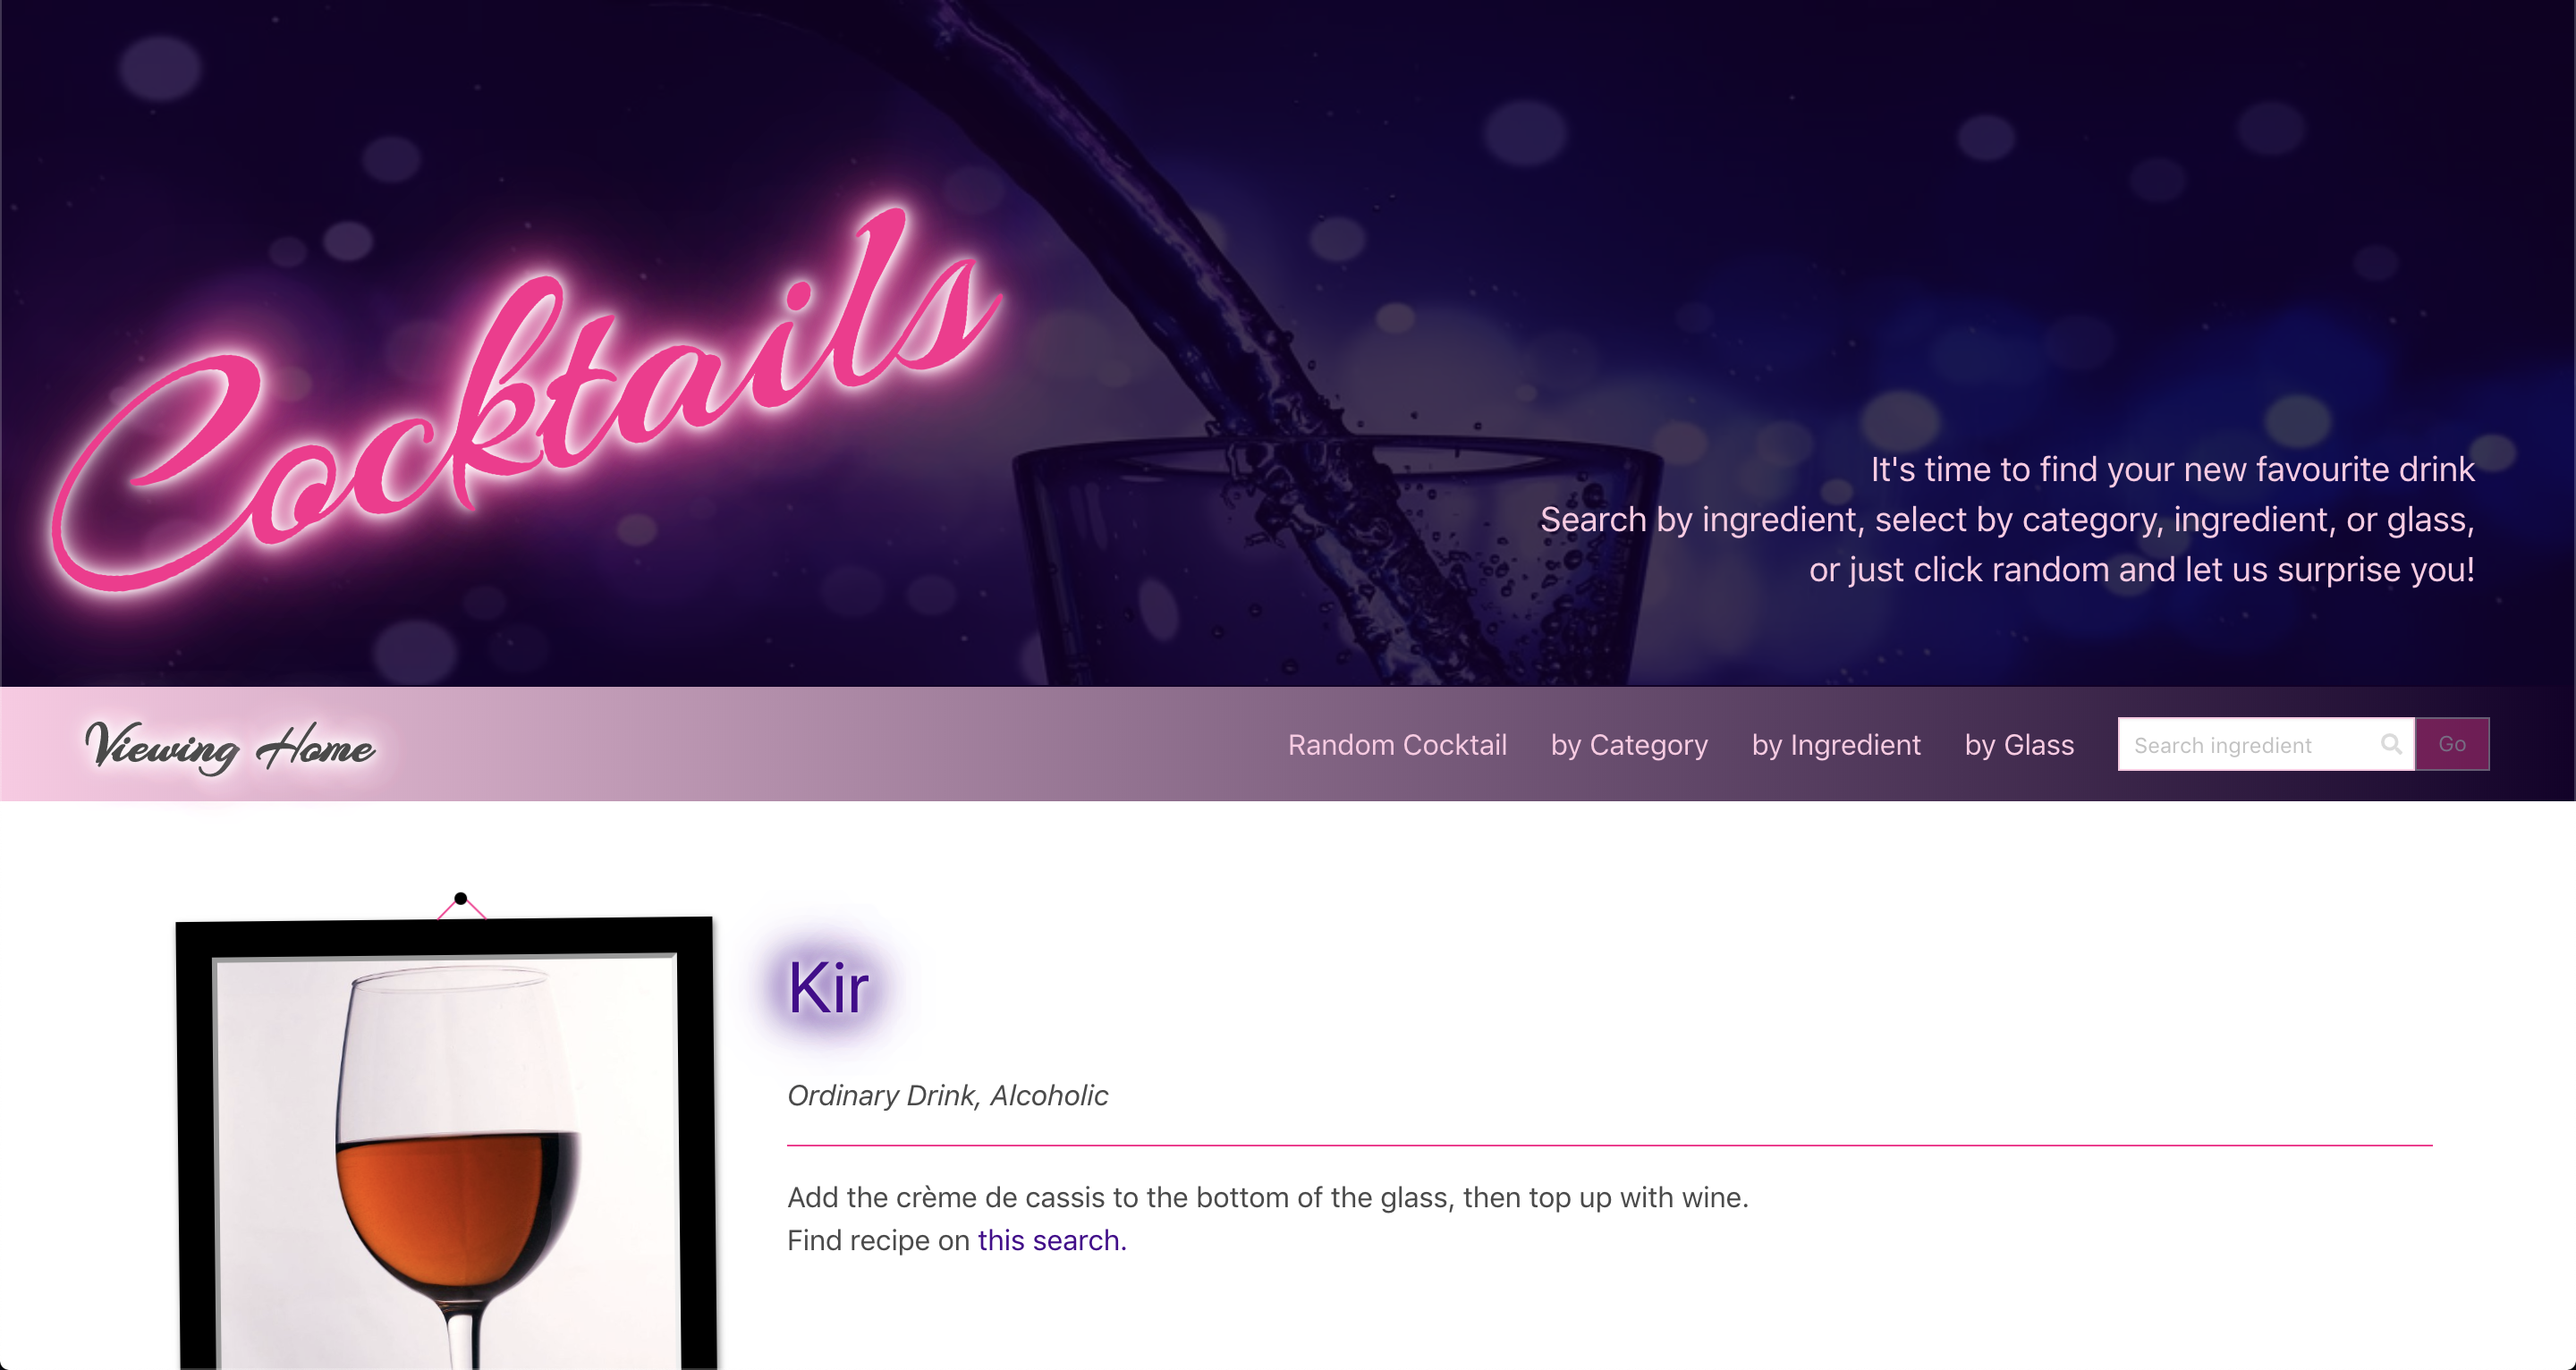 Cocktails
It's time to find your new favourite drink
Search by ingredient, select by category, ingredient, or glass,
or just click random and let us surprise you!
Viewing Home
Random Cocktail
by Category
by Ingredient
by Glass
Search ingredient
Go
Kir
Ordinary Drink, Alcoholic
Add the crème de cassis to the bottom of the glass, then top up with wine.
Find recipe on this search.